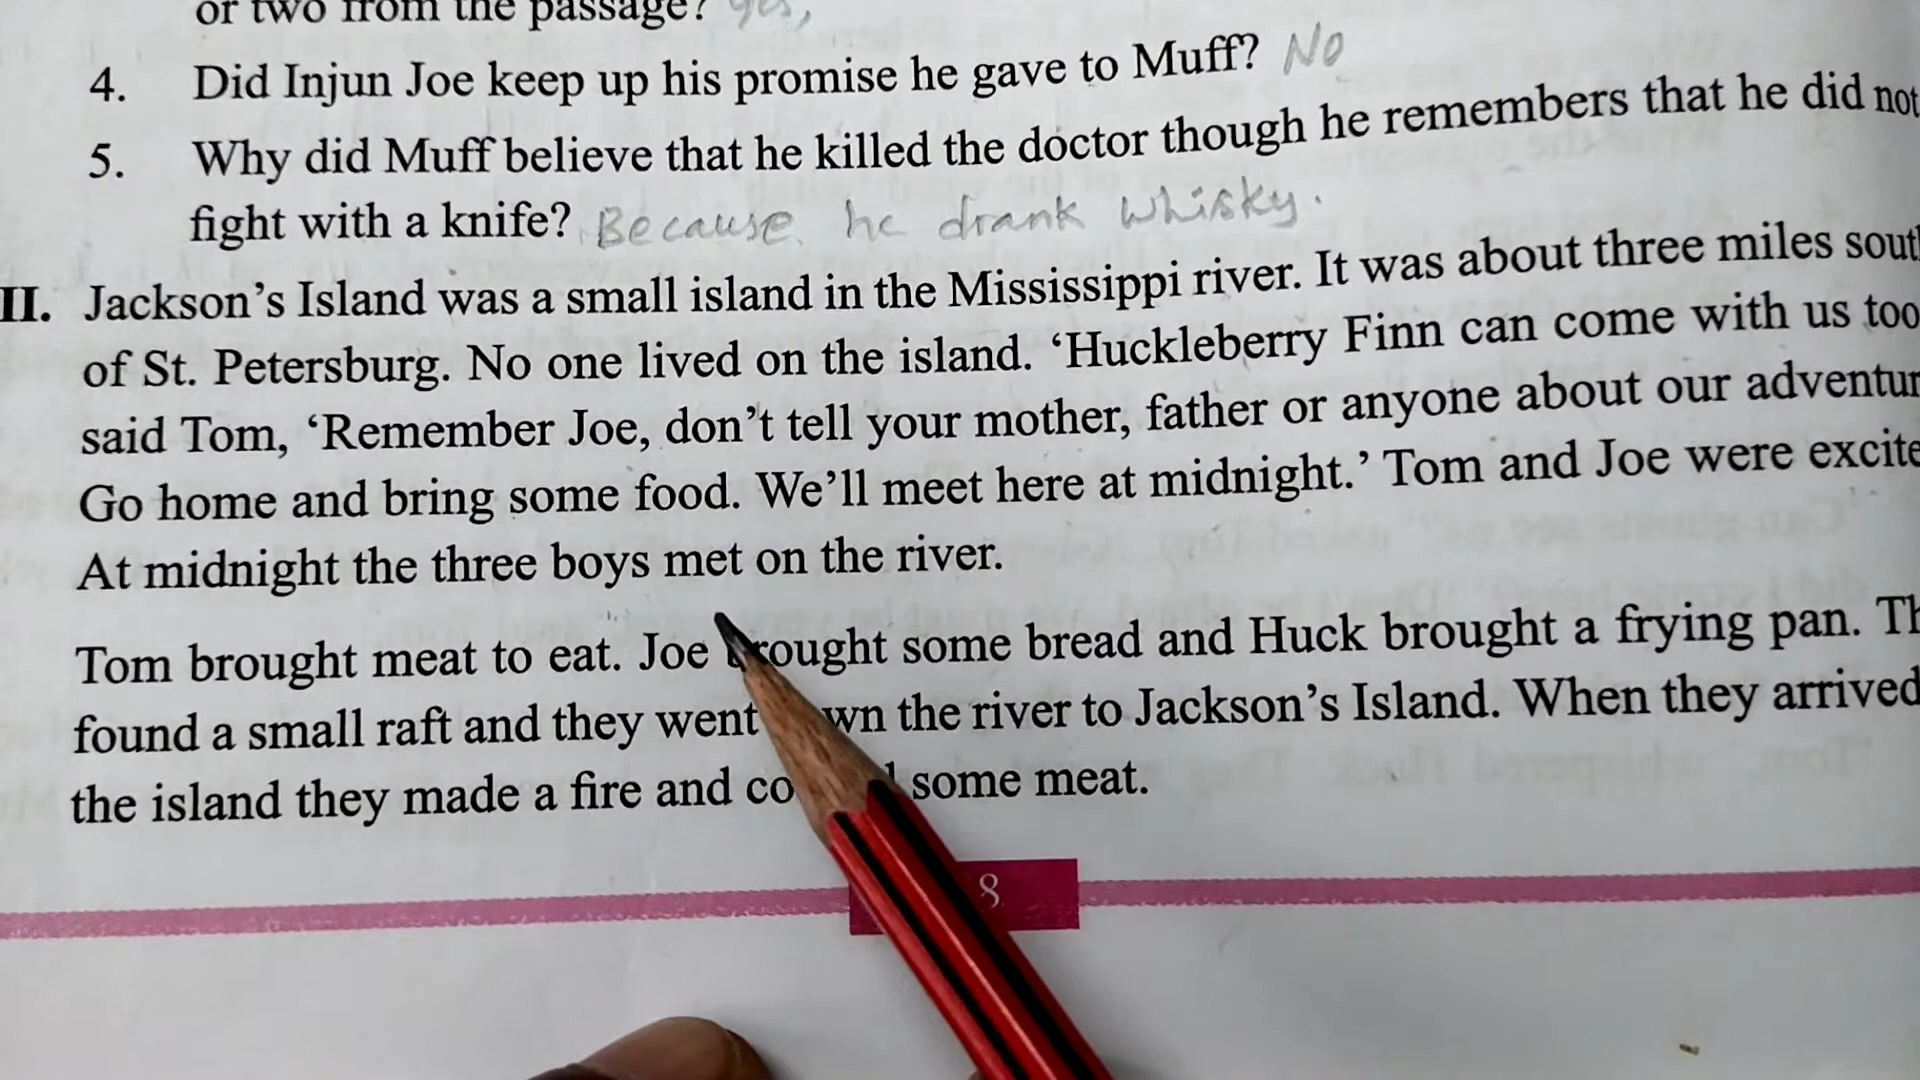 or two from the passage? yes,
4. Did Injun Joe keep up his promise he gave to Muff? No
5. Why did Muff believe that he killed the doctor though he remembers that he did not
fight with a knife? Because he drank whisky.
II. Jackson's Island was a small island in the Mississippi river. It was about three miles
of St. Petersburg. No one lived on the island. ‘Huckleberry Finn can come with us too
said Tom, ‘Remember Joe, don't tell your mother, father or anyone about our
Go home and bring some food. We'll meet here at midnight.’ Tom and Joe were
At midnight the three boys met on the river.
Tom brought meat to eat. Joe brought some bread and Huck brought a frying pan.
found a small raft and they went the river to Jackson's Island. When they arrived
the island they made a fire and some meat.
8